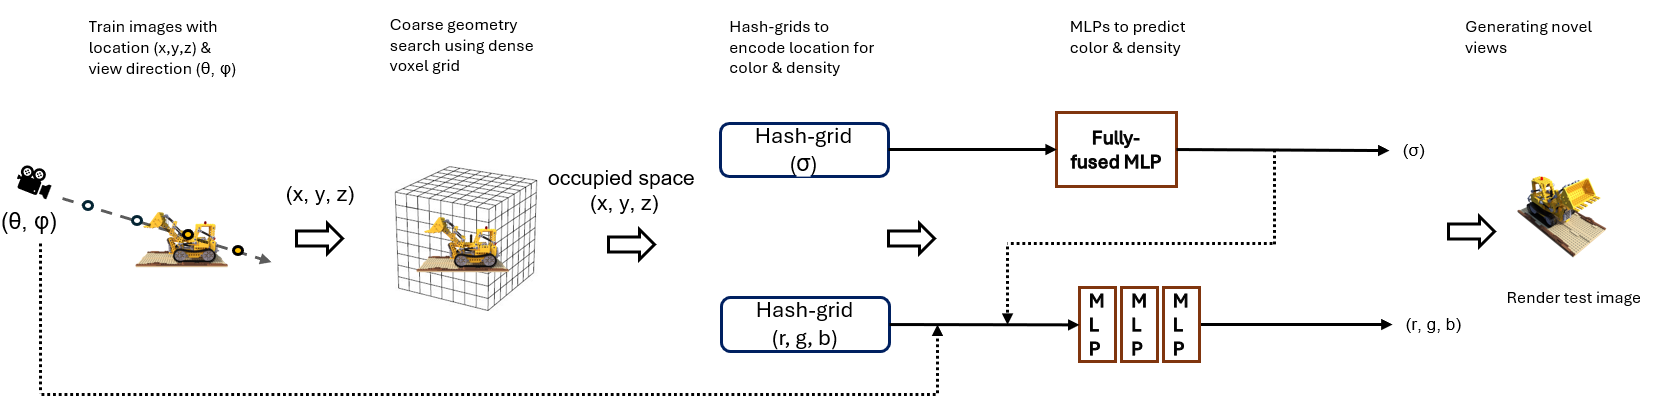 Train images with
location (x,y,z) &
view direction (θ, φ)
Coarse geometry
search using dense
voxel grid
Hash-grids to
encode location for
color & density
MLPs to predict
color & density
Generating novel
views
(θ, φ)
(x, y, z)
occupied space
(x, y, z)
Hash-grid
(σ)
Fully-
fused MLP
(σ)
Hash-grid
(r, g, b)
M
L
P
M
L
P
M
L
P
(r, g, b)
Render test image